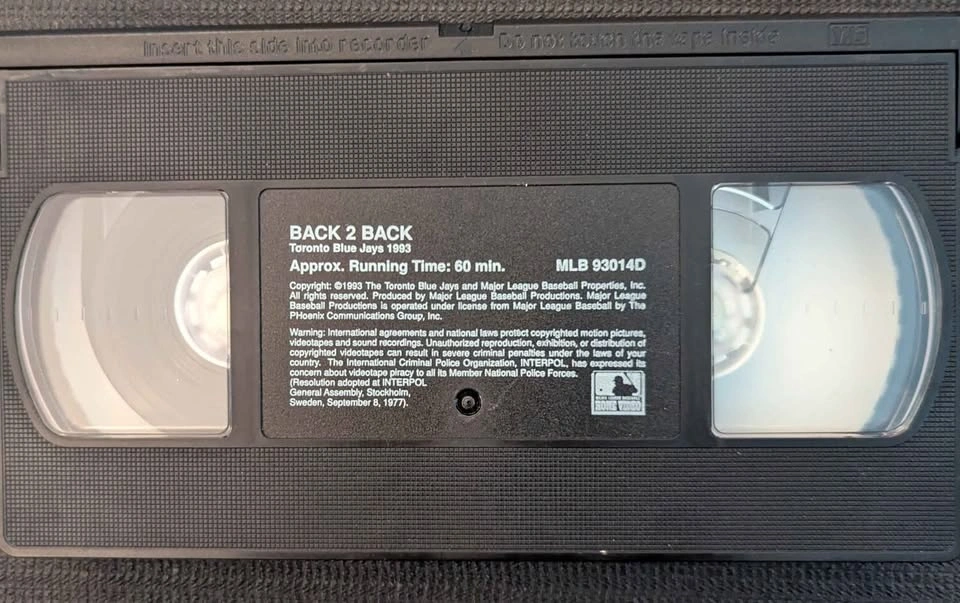 Insert this side into recorder
Do not touch the tape inside
BACK 2 BACK
Toronto Blue Jays 1993
Approx. Running Time: 60 min. MLB 93014D
Copyright: ©1993 The Toronto Blue Jays and Major League Baseball Properties, Inc.
All rights reserved. Produced by Major League Baseball Productions. Major League
Baseball Productions is operated under license from Major League Baseball by The
PHoenix Communications Group, Inc.
Warning: International agreements and national laws protect copyrighted motion pictures,
videotapes and sound recordings. Unauthorized reproduction, exhibition, or distribution of
copyrighted videotapes can result in severe criminal penalties under the laws of your
country. The International Criminal Police Organization, INTERPOL, has expressed its
concern about videotape piracy to all its Member National Police Forces.
(Resolution adopted at INTERPOL
General Assembly, Stockholm,
Sweden, September 8, 1977).
MAJOR LEAGUE BASEBALL
HOME VIDEO